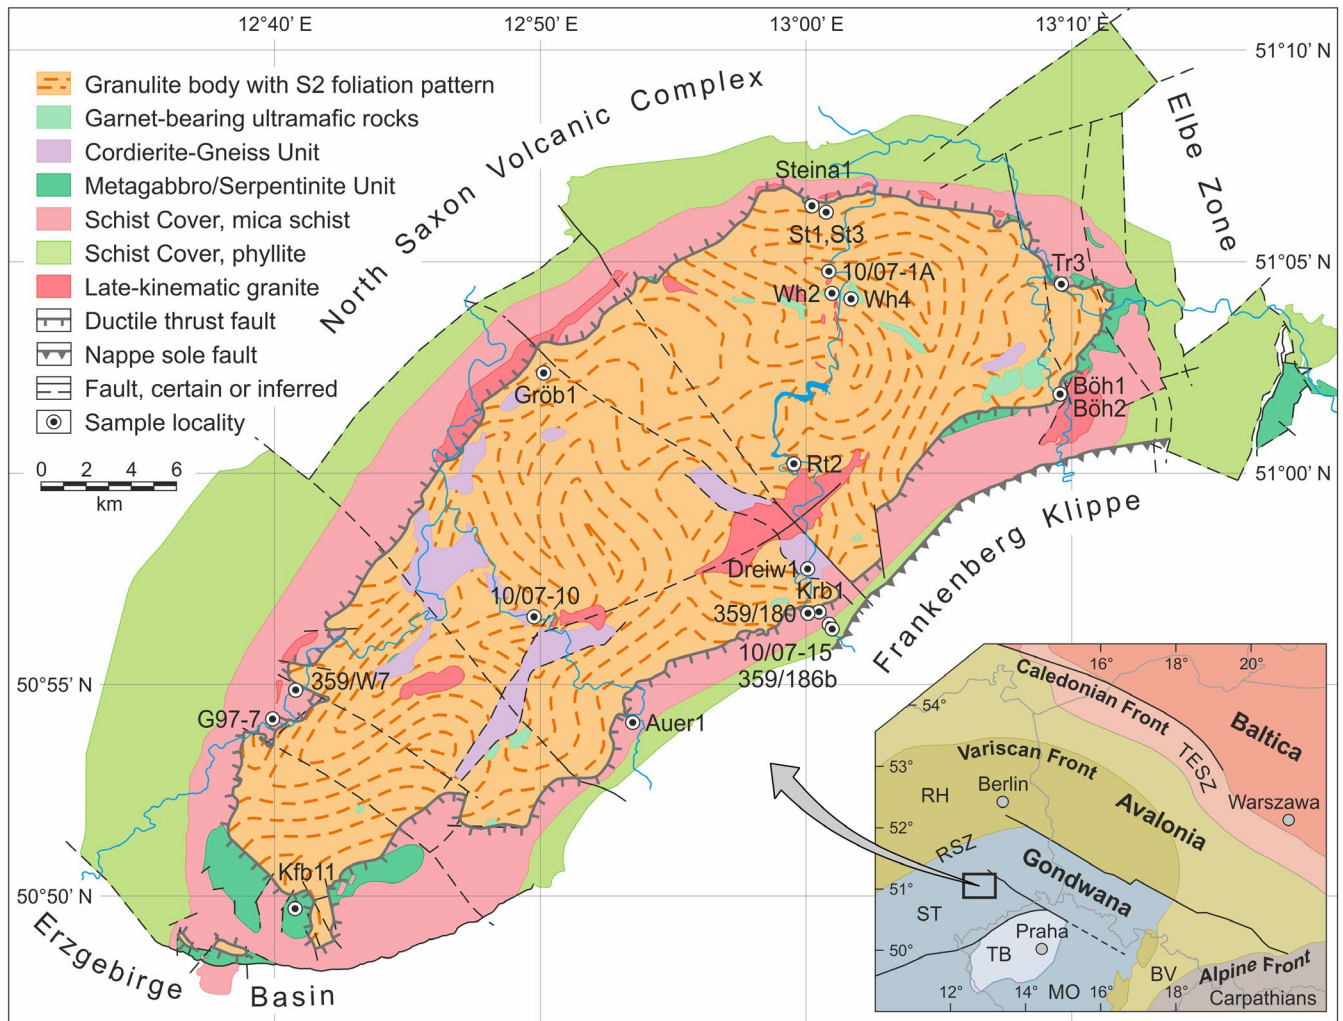 12°40' E
12°50' E
13°00' E
13°10' E
51°10' N
51°05' N
51°00' N
50°55' N
50°50' N
Granulite body with S2 foliation pattern
Garnet-bearing ultramafic rocks
Cordierite-Gneiss Unit
Metagabbro/Serpentinite Unit
Schist Cover, mica schist
Schist Cover, phyllite
Late-kinematic granite
Ductile thrust fault
Nappe sole fault
Fault, certain or inferred
Sample locality
0 2 4 6
km
North Saxon Volcanic Complex
Elbe Zone
Frankenberg Klippe
Erzgebirge Basin
Steina1
St1,St3
10/07-1A
Wh2
Wh4
Tr3
Böh1
Böh2
Gröb1
Rt2
Dreiw1
Krb1
359/180
10/07-15
359/186b
10/07-10
359/W7
G97-7
Auer1
Kfb11
16° 18° 20°
Caledonian Front
Baltica
54°
TESZ
Variscan Front
53°
Berlin
RH
Avalonia
Warszawa
52°
RSZ
Gondwana
51°
ST
Praha
50°
TB
BV
Alpine Front
12° 14° MO 16° 18°
Carpathians